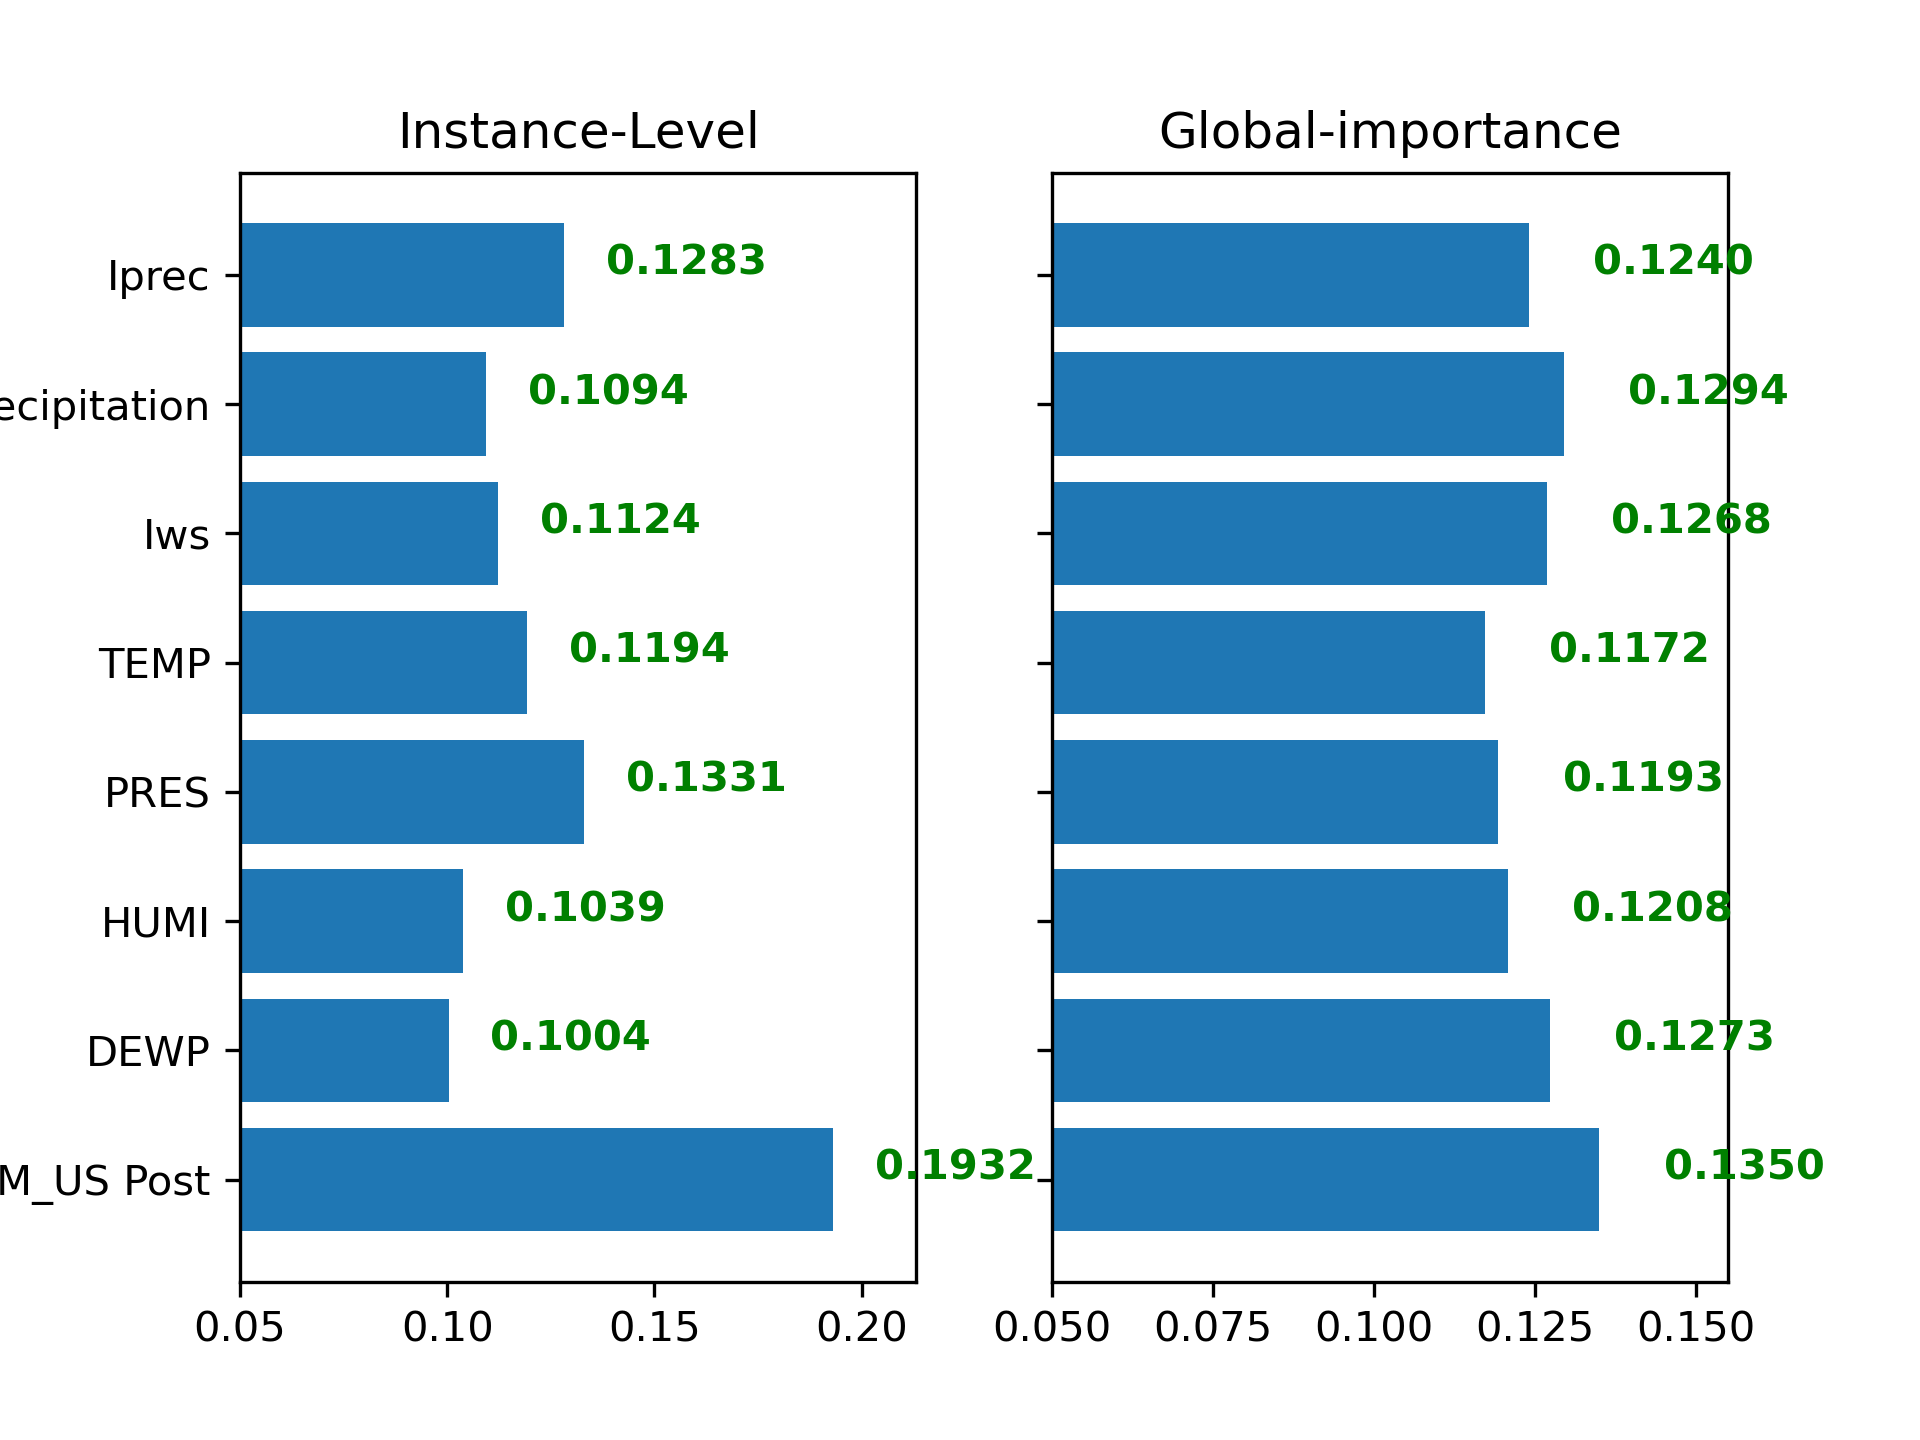 Instance-Level Global-importance
Iprec 0.1283 0.1240
ecipitation 0.1094 0.1294
Iws 0.1124 0.1268
TEMP 0.1194 0.1172
PRES 0.1331 0.1193
HUMI 0.1039 0.1208
DEWP 0.1004 0.1273
M_US Post 0.1932 0.1350
0.05 0.10 0.15 0.20 0.050 0.075 0.100 0.125 0.150